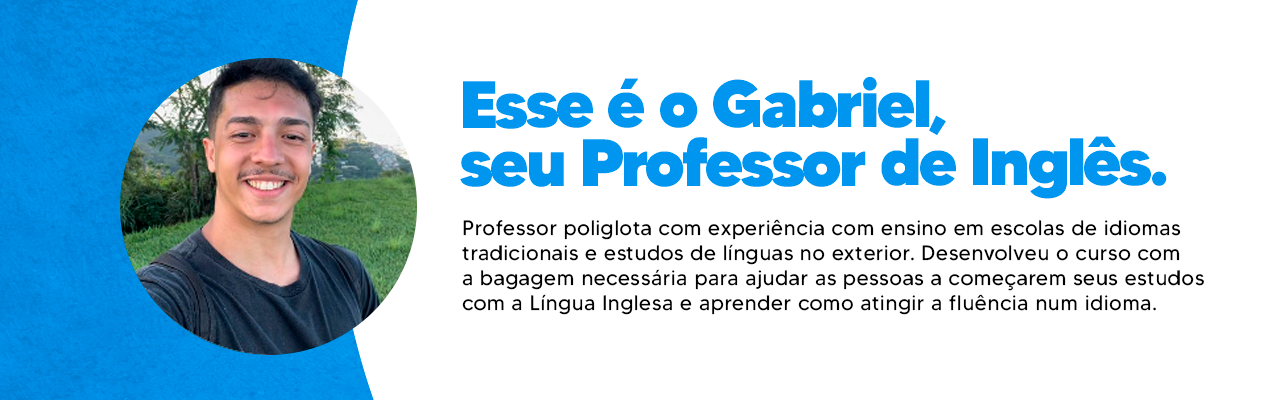 Esse é o Gabriel,
seu Professor de Inglês.
Professor poliglota com experiência com ensino em escolas de idiomas
tradicionais e estudos de línguas no exterior. Desenvolveu o curso com
a bagagem necessária para ajudar as pessoas a começarem seus estudos
com a Língua Inglesa e aprender como atingir a fluência num idioma.